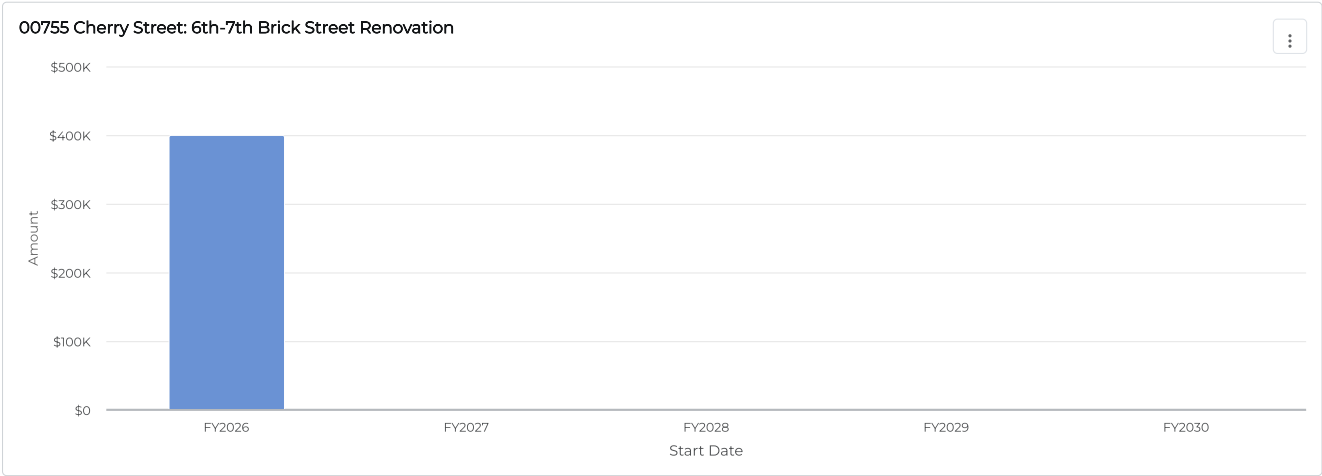 00755 Cherry Street: 6th-7th Brick Street Renovation
$500K
$400K
$300K
$200K
$100K
$0
Amount
FY2026 FY2027 FY2028 FY2029 FY2030
Start Date